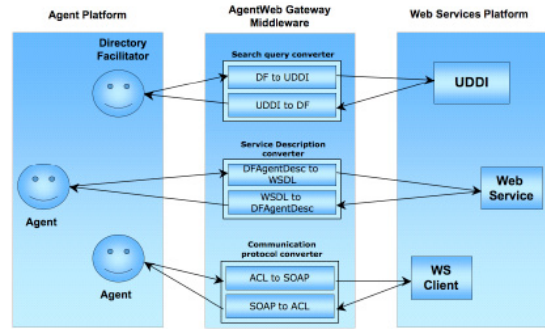 Agent Platform
AgentWeb Gateway
Middleware
Web Services Platform
Directory
Facilitator
Search query converter
DF to UDDI
UDDI to DF
UDDI
Service Description
converter
DFAgentDesc to
WSDL
WSDL to
DFAgentDesc
Web
Service
Agent
Communication
protocol converter
ACL to SOAP
SOAP to ACL
WS
Client
Agent